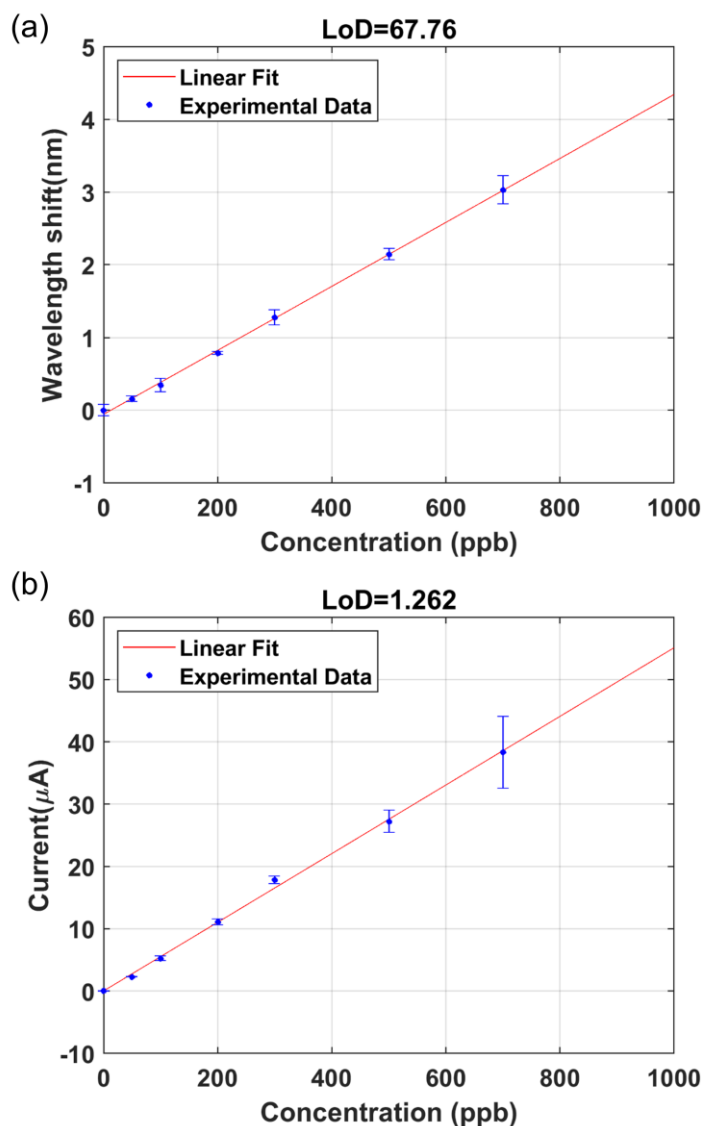 (a)
LoD=67.76
5
Linear Fit
Experimental Data
4
3
2
1
0
-1
Wavelength shift(nm)
0 200 400 600 800 1000
Concentration (ppb)
(b)
LoD=1.262
60
Linear Fit
Experimental Data
50
40
30
20
10
0
-10
Current(μA)
0 200 400 600 800 1000
Concentration (ppb)